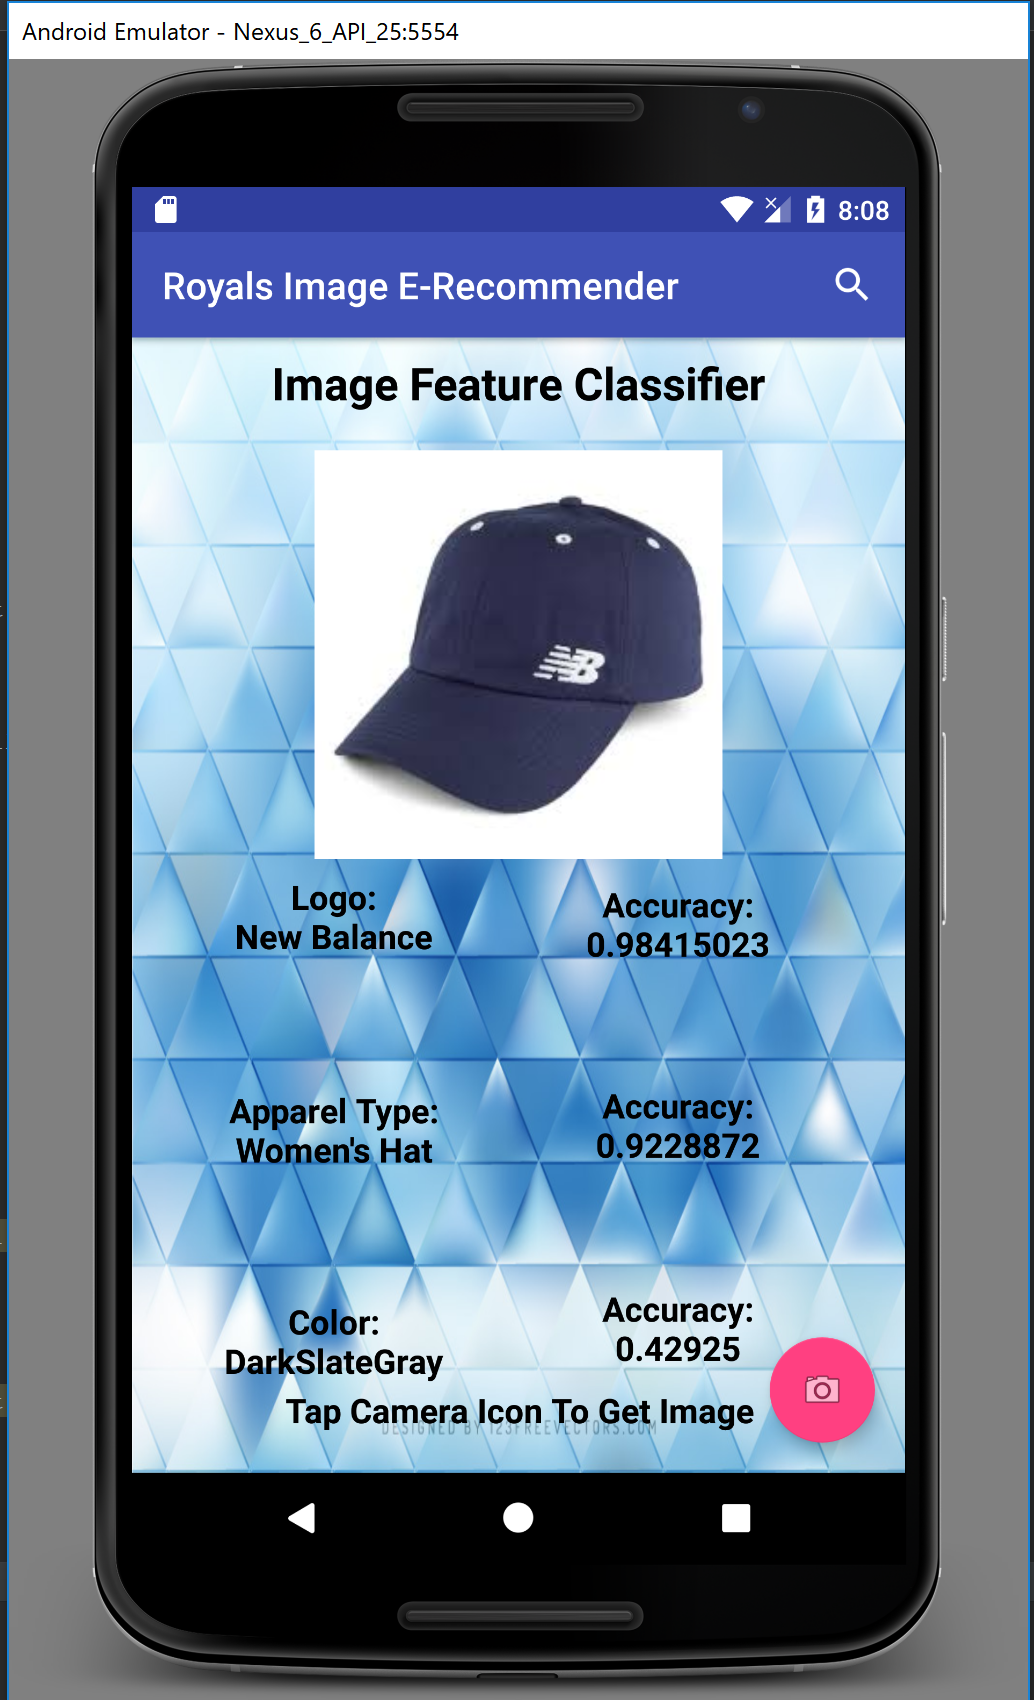 Android Emulator - Nexus_6_API_25:5554
8:08
Royals Image E-Recommender
Image Feature Classifier
NB
Logo:
New Balance
Accuracy:
0.98415023
Apparel Type:
Women's Hat
Accuracy:
0.9228872
Color:
DarkSlateGray
Accuracy:
0.42925
Tap Camera Icon To Get Image
DESIGNED BY 123FREEVECTORS.COM